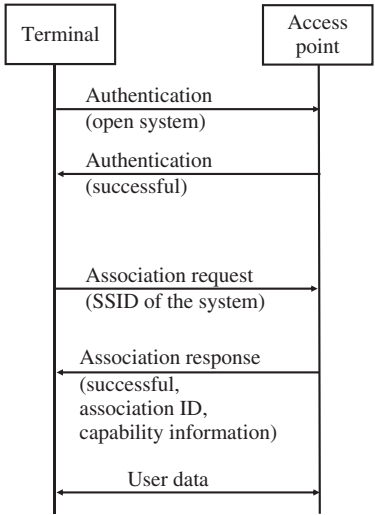 Terminal
Access
point
Authentication
(open system)
Authentication
(successful)
Association request
(SSID of the system)
Association response
(successful,
association ID,
capability information)
User data